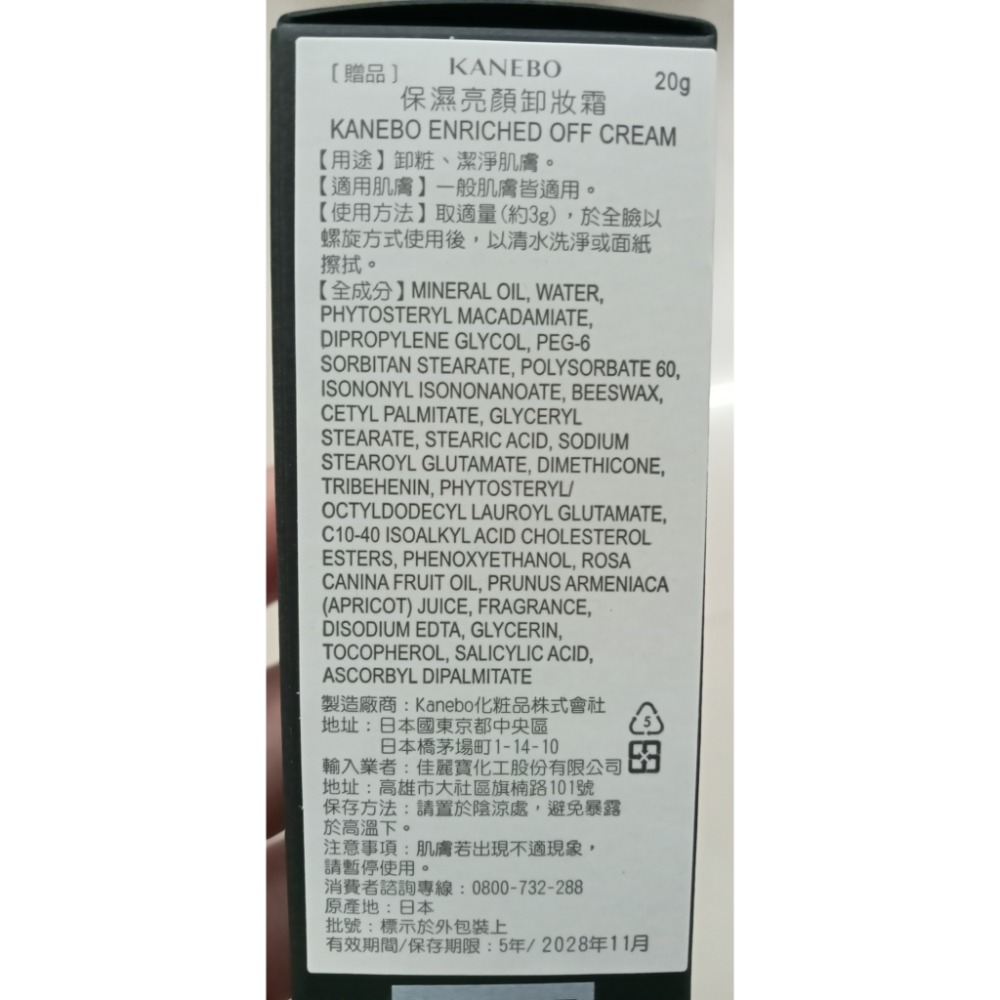 〔贈品〕 KANEBO 20g
保濕亮顏卸妝霜
KANEBO ENRICHED OFF CREAM
【用途】卸粧、潔淨肌膚。
【適用肌膚】一般肌膚皆適用。
【使用方法】取適量(約3g)，於全臉以
螺旋方式使用後，以清水洗淨或面紙
擦拭。
【全成分】MINERAL OIL, WATER,
PHYTOSTERYL MACADAMIATE,
DIPROPYLENE GLYCOL, PEG-6
SORBITAN STEARATE, POLYSORBATE 60,
ISONONYL ISONONANOATE, BEESWAX,
CETYL PALMITATE, GLYCERYL
STEARATE, STEARIC ACID, SODIUM
STEAROYL GLUTAMATE, DIMETHICONE,
TRIBEHENIN, PHYTOSTERYL/
OCTYLDODECYL LAUROYL GLUTAMATE,
C10-40 ISOALKYL ACID CHOLESTEROL
ESTERS, PHENOXYETHANOL, ROSA
CANINA FRUIT OIL, PRUNUS ARMENIACA
(APRICOT) JUICE, FRAGRANCE,
DISODIUM EDTA, GLYCERIN,
TOCOPHEROL, SALICYLIC ACID,
ASCORBYL DIPALMITATE
製造廠商：Kanebo化粧品株式會社
地址：日本國東京都中央區
日本橋茅場町1-14-10
5
輸入業者：佳麗寶化工股份有限公司
地址：高雄市大社區旗楠路101號
保存方法：請置於陰涼處，避免暴露
於高溫下。
注意事項：肌膚若出現不適現象，
請暫停使用。
消費者諮詢專線：0800-732-288
原產地：日本
批號：標示於外包裝上
有效期間/保存期限：5年/ 2028年11月